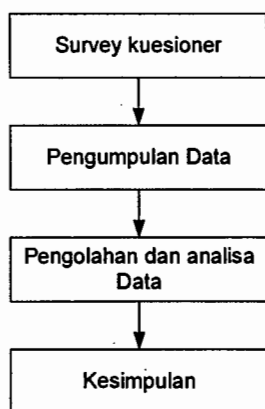 Survey kuesioner
Pengumpulan Data
Pengolahan dan analisa
Data
Kesimpulan